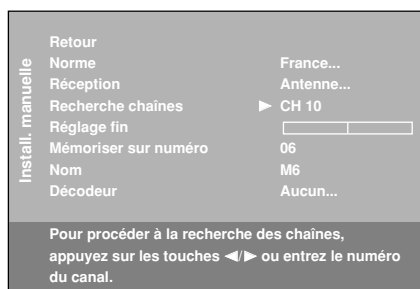 Install. manuelle
Retour
Norme France...
Réception Antenne...
Recherche chaînes ▶ CH 10
Réglage fin
Mémoriser sur numéro 06
Nom M6
Décodeur Aucun...
Pour procéder à la recherche des chaînes,
appuyez sur les touches ◀/▶ ou entrez le numéro
du canal.